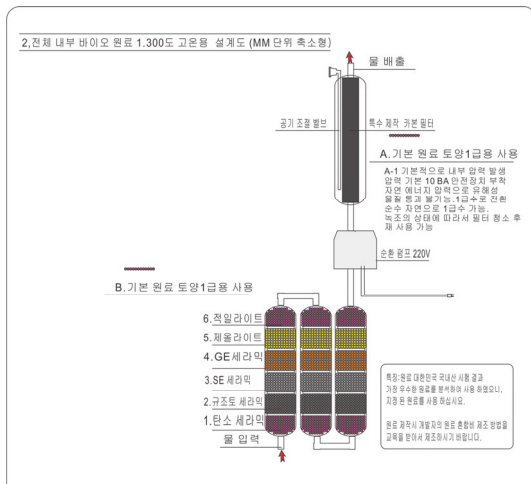 2,전체 내부 바이오 원료 1.300도 고온용 설계도 (MM 단위 축소형)
물 배출
공기 조절 벨브
특수 제작 카본 필터
A.기본 원료 토양1급용 사용
A-1 기본적으로 내부 압력 발생
압력 기본 10 BA 안전장치 부착
자연 에너지 압력으로 유해성
물질 통과 불가능.1급수로 전환
순수 자연으로 1급수 가능.
녹조의 상태에 따라서 필터 청소 후
재 사용 가능
순환 펌프 220V
B.기본 원료 토양1급용 사용
6.적일라이트
5.제올라이트
4.GE세라믹
3.SE 세라믹
2.규조토 세라믹
1.탄소 세라믹
물 입력
특징:원료 대한민국 국내산 시험 결과
가장 우수한 원료를 분석하여 사용 하였으니,
지정 된 원료를 사용 하십시요.
원료 제작시 개발자의 원료 혼합비 제조 방법을
교육을 받아서 제조하시기 바랍니다.